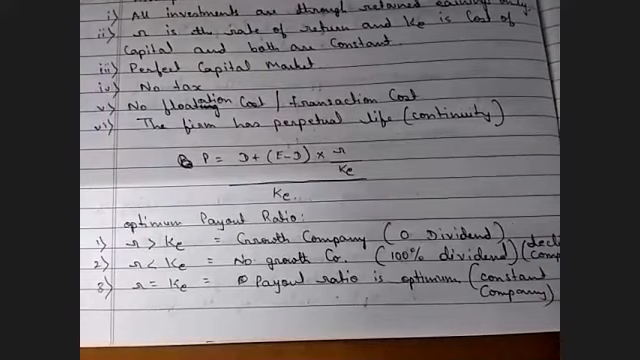 i) All investments are through retained earnings only.
ii) r is the rate of return and Ke is Cost of
Capital and both are Constant.
iii) Perfect Capital Market
iv) No tax
v) No floatation Cost / transaction Cost
vi) The firm has perpetual life (continuity)
P = D + (E-D) × r
Ke
Ke.
optimum Payout Ratio:
1) r > Ke = Growth Company (0 Dividend)
2) r < Ke = No growth Co. (100% dividend)
3) r = Ke = Payout ratio is optimum (constant
Company)